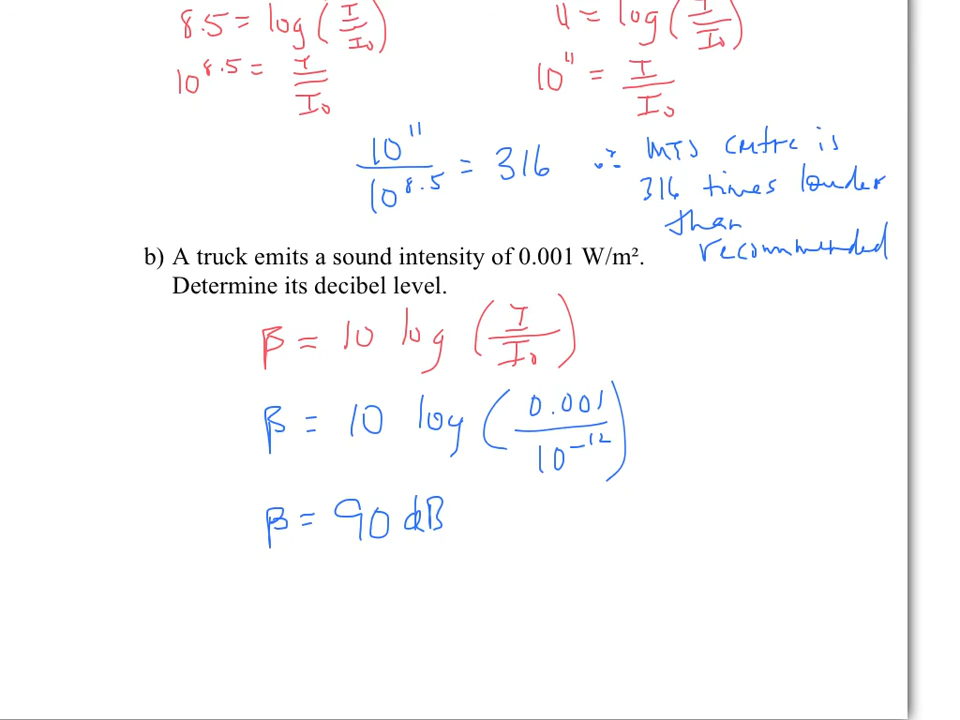 8.5 = log (I/I₀)
11 = log (I/I₀)
10^8.5 = I/I₀
10^11 = I/I₀
10^11/10^8.5 = 316 ∴ MTS centre is
316 times louder
than
recommended
b) A truck emits a sound intensity of 0.001 W/m².
Determine its decibel level.
β = 10 log (I/I₀)
β = 10 log (0.001/10^-12)
β = 90 dB